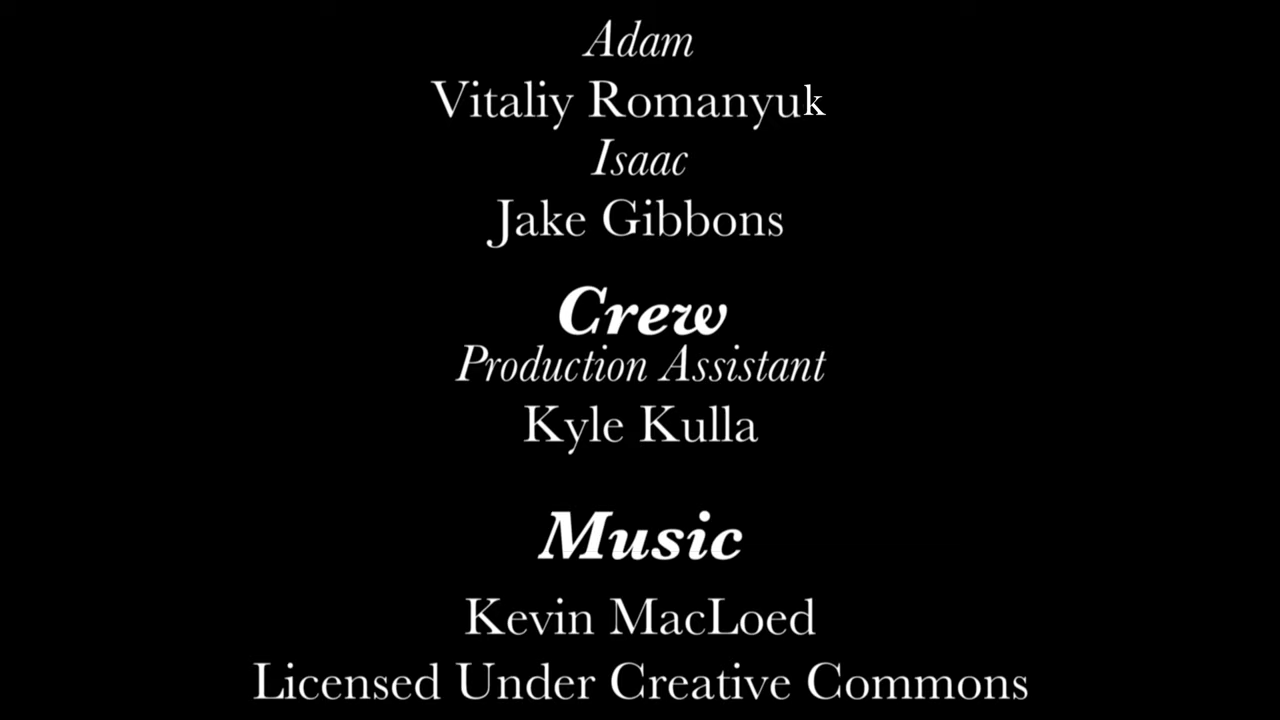 Adam
Vitaliy Romanyuk
Isaac
Jake Gibbons
Crew
Production Assistant
Kyle Kulla
Music
Kevin MacLoed
Licensed Under Creative Commons